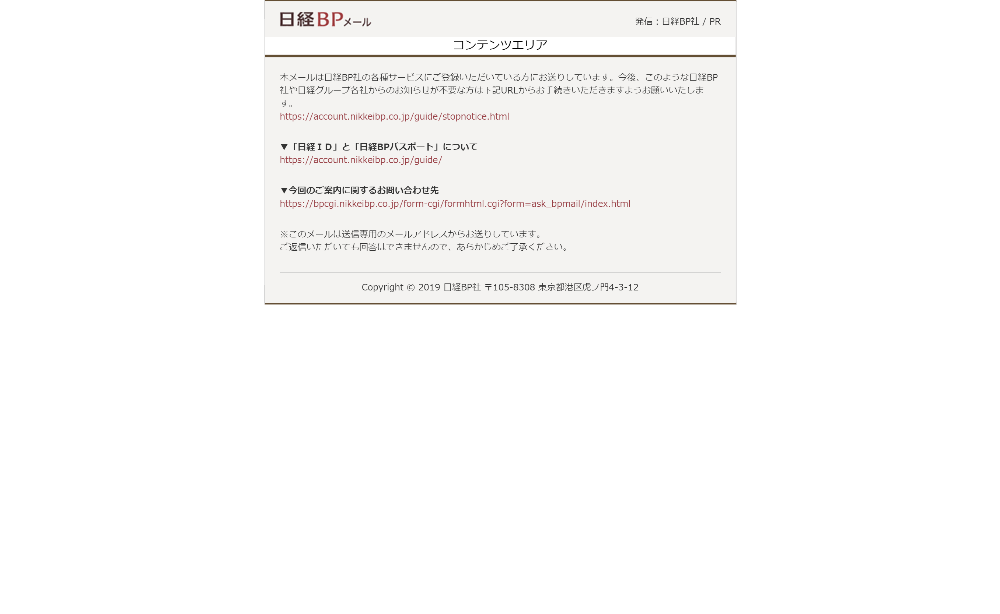 日経BPメール
発信：日経BP社 / PR
コンテンツエリア
本メールは日経BP社の各種サービスにご登録いただいている方にお送りしています。今後、このような日経BP
社や日経グループ各社からのお知らせが不要な方は下記URLからお手続きいただきますようお願いいたしま
す。
https://account.nikkeibp.co.jp/guide/stopnotice.html
▼「日経ＩＤ」と「日経BPパスポート」について
https://account.nikkeibp.co.jp/guide/
▼今回のご案内に関するお問い合わせ先
https://bpcgi.nikkeibp.co.jp/form-cgi/formhtml.cgi?form=ask_bpmail/index.html
※このメールは送信専用のメールアドレスからお送りしています。
ご返信いただいても回答はできませんので、あらかじめご了承ください。
Copyright © 2019 日経BP社 〒105-8308 東京都港区虎ノ門4-3-12